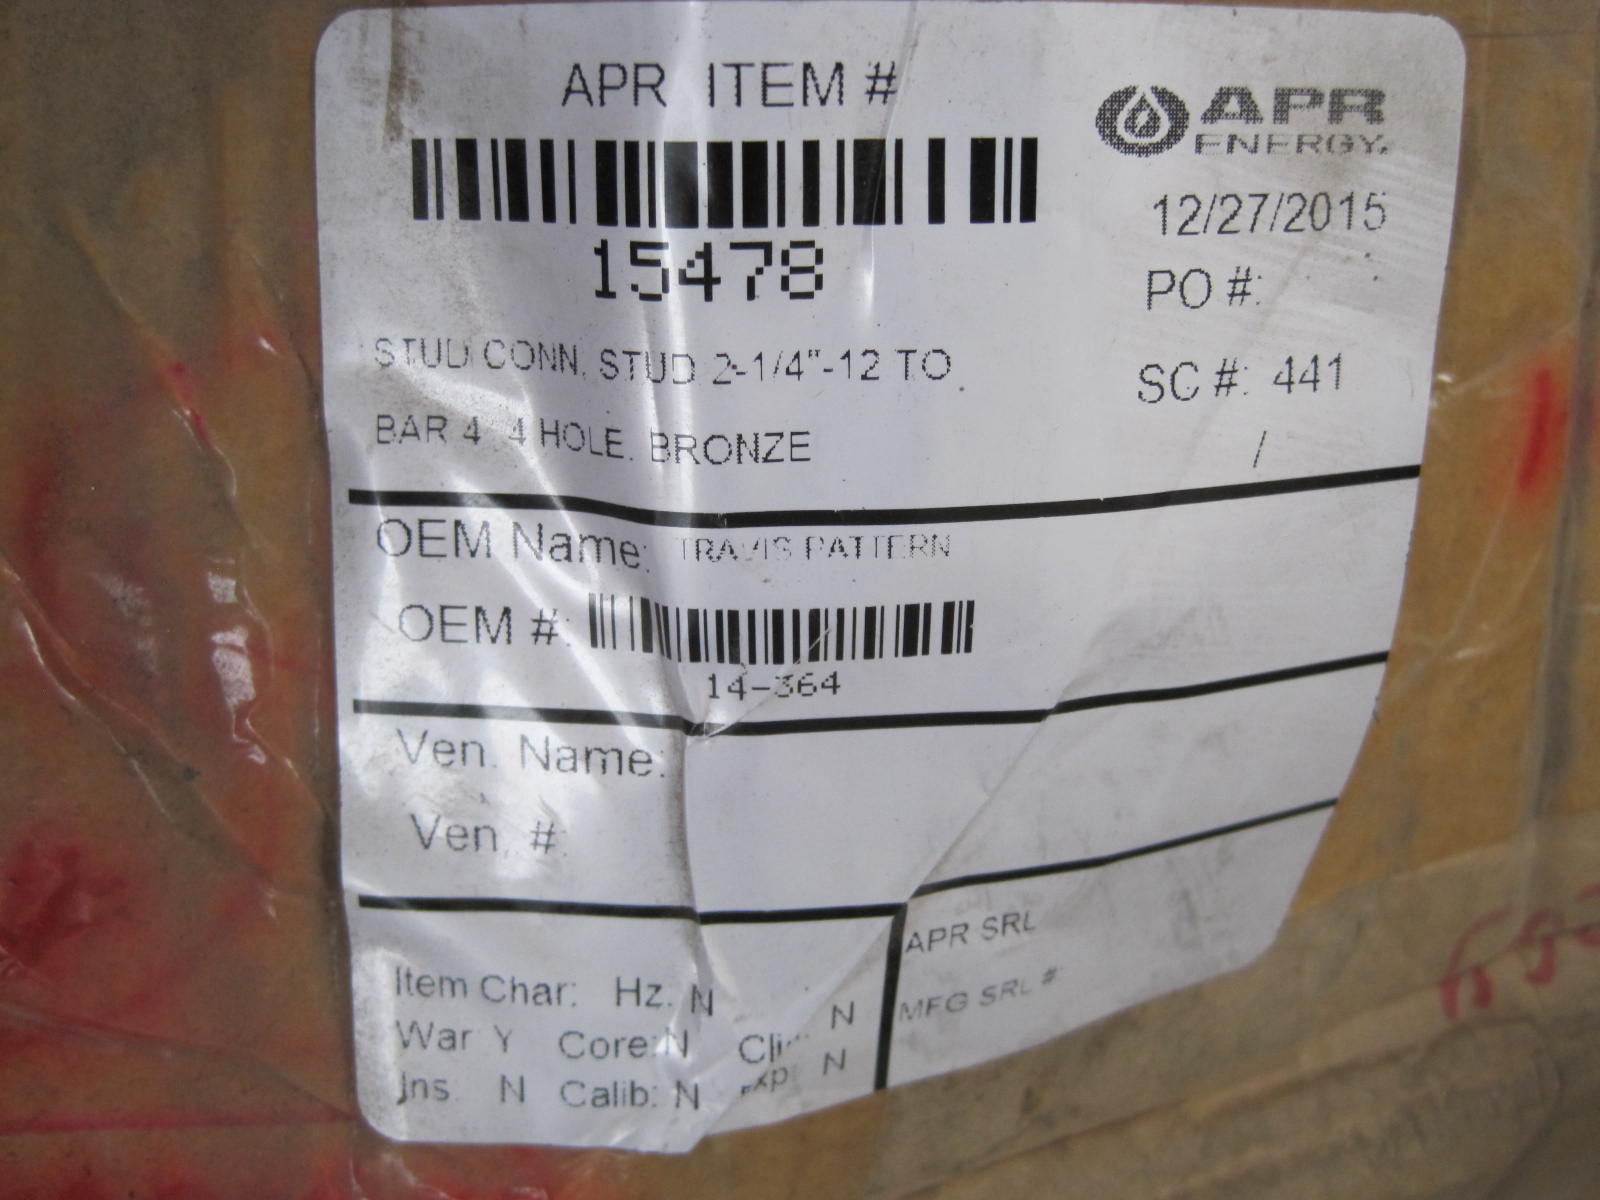 APR ITEM #
APR
ENERGY.
15478
12/27/2015
PO #:
STUD CONN, STUD 2-1/4"-12 TO
BAR 4 4 HOLE. BRONZE
SC #: 441
/
OEM Name: TRAVIS PATTERN
OEM #:
14-364
Ven. Name:
Ven. #
Item Char: Hz: N
N
War Y Core: N
Ins N Calib: N Exp N
APR SRL
MFG SRL #